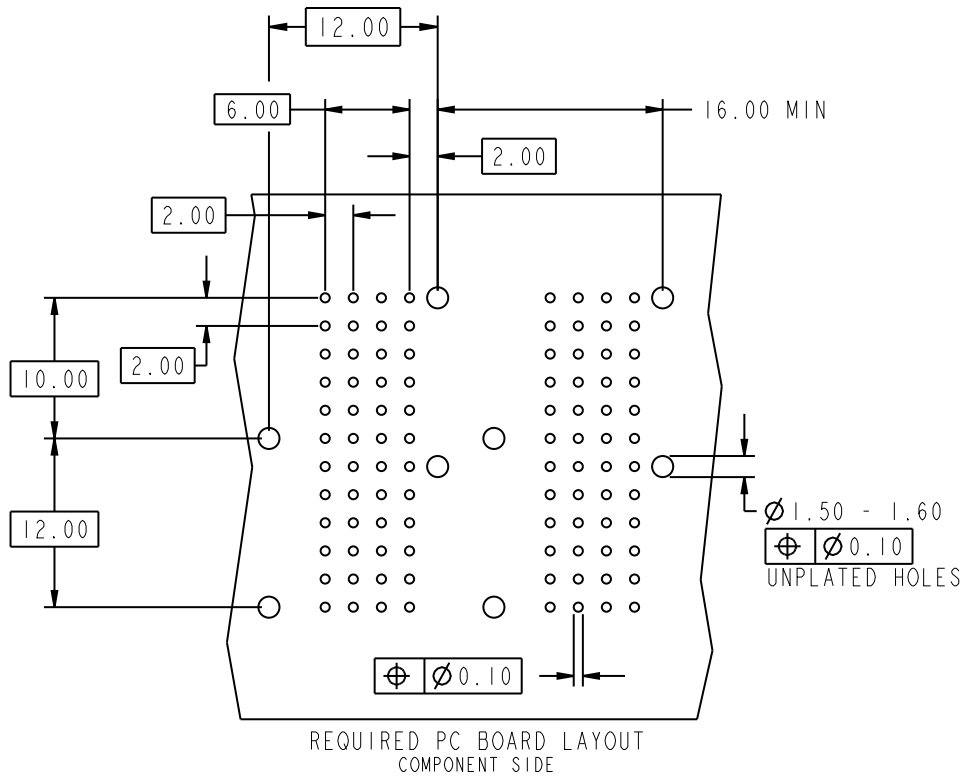 12.00
6.00
16.00 MIN
2.00
2.00
2.00
10.00
12.00
Ø1.50 - 1.60
⌖ Ø0.10
UNPLATED HOLES
⌖ Ø0.10
REQUIRED PC BOARD LAYOUT
COMPONENT SIDE